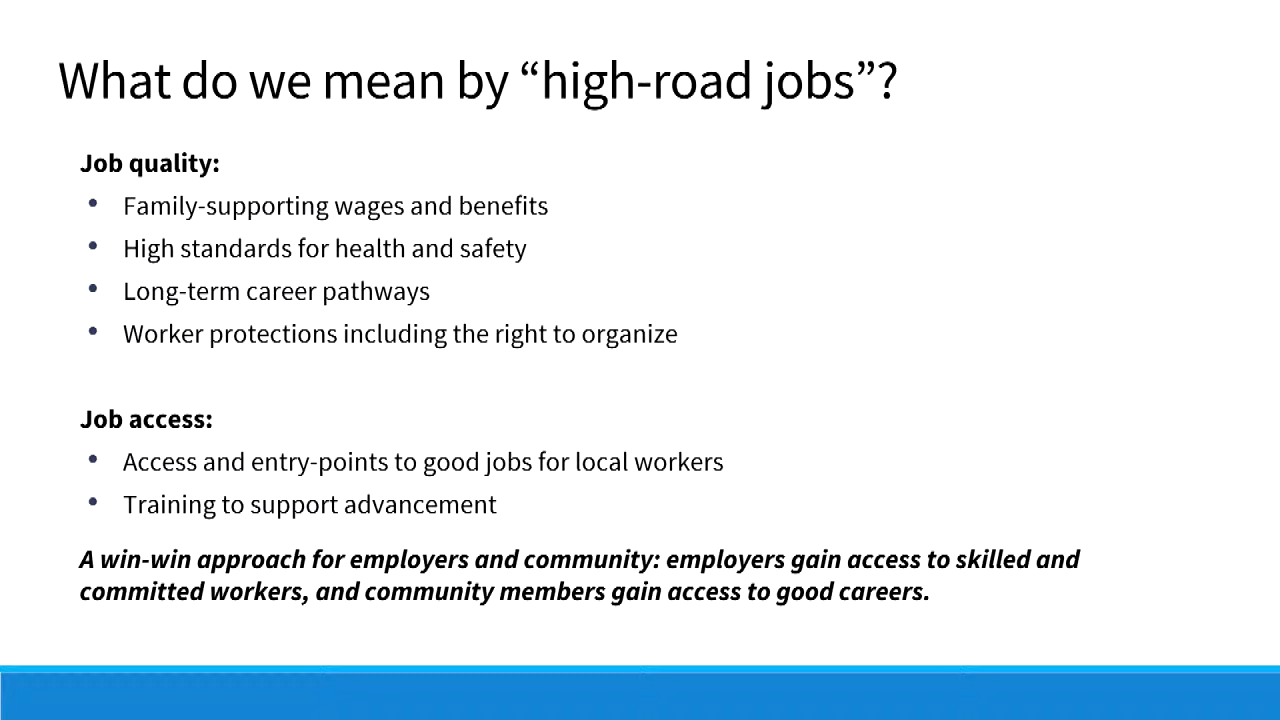 What do we mean by “high-road jobs”?
Job quality:
• Family-supporting wages and benefits
• High standards for health and safety
• Long-term career pathways
• Worker protections including the right to organize
Job access:
• Access and entry-points to good jobs for local workers
• Training to support advancement
A win-win approach for employers and community: employers gain access to skilled and
committed workers, and community members gain access to good careers.